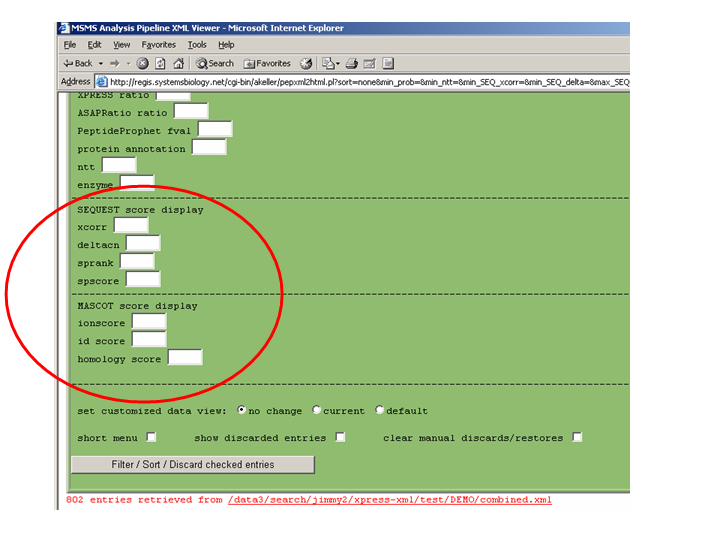 MSMS Analysis Pipeline XML Viewer - Microsoft Internet Explorer
File Edit View Favorites Tools Help
Back Search Favorites
Address http://regis.systemsbiology.net/cgi-bin/akeller/pepxml2html.pl?sort=none&min_prob=&min_ntt=&min_SEQ_xcorr=&min_SEQ_delta=&max_SEQ
XPRESS ratio
ASAPRatio ratio
PeptideProphet fval
protein annotation
ntt
enzyme
SEQUEST score display
xcorr
deltacn
sprank
spscore
MASCOT score display
ionscore
id score
homology score
set customized data view: no change current default
short menu show discarded entries clear manual discards/restores
Filter / Sort / Discard checked entries
802 entries retrieved from /data3/search/jimmy2/xpress-xml/test/DEMO/combined.xml